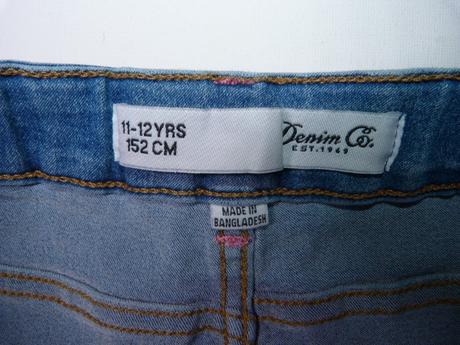 11-12YRS
152 CM
Denim Co.
EST.1969
MADE IN
BANGLADESH